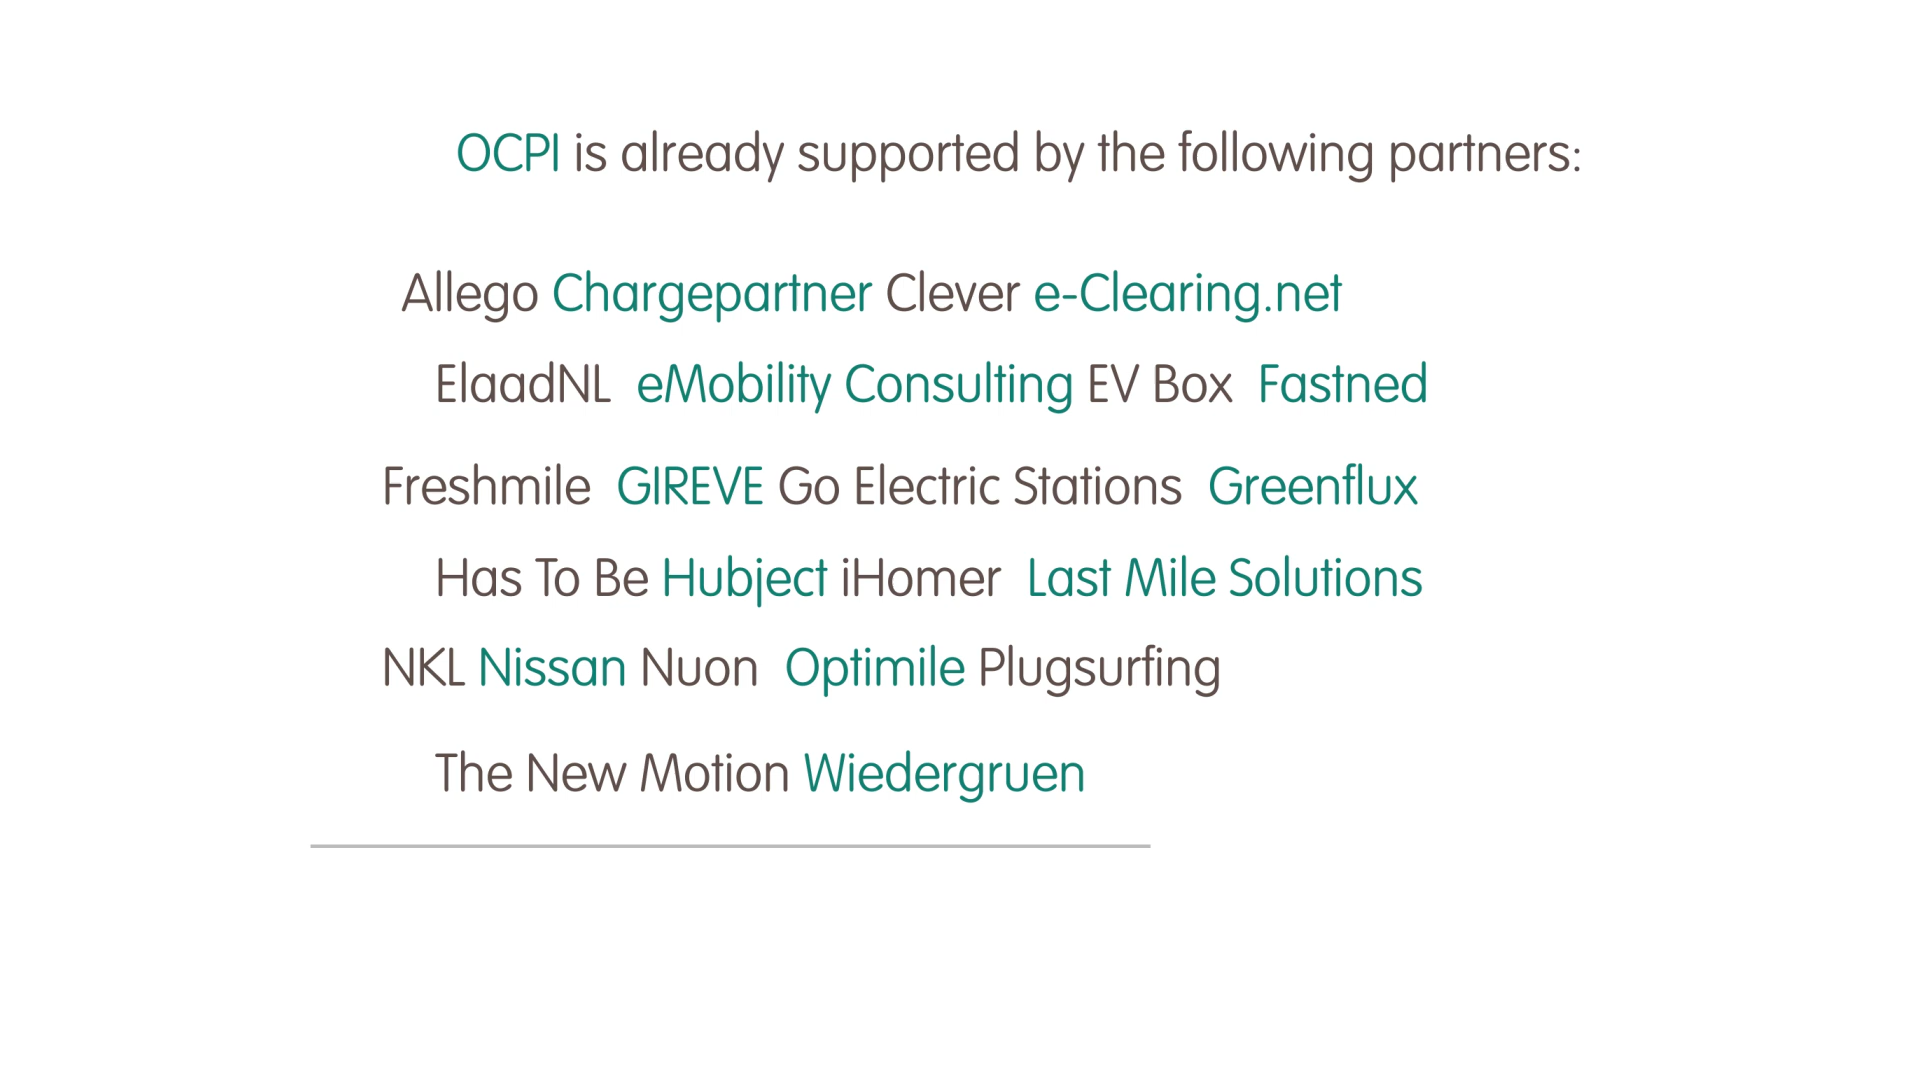 OCPI is already supported by the following partners:
Allego Chargepartner Clever e-Clearing.net
ElaadNL eMobility Consulting EV Box Fastned
Freshmile GIREVE Go Electric Stations Greenflux
Has To Be Hubject iHomer Last Mile Solutions
NKL Nissan Nuon Optimile Plugsurfing
The New Motion Wiedergruen